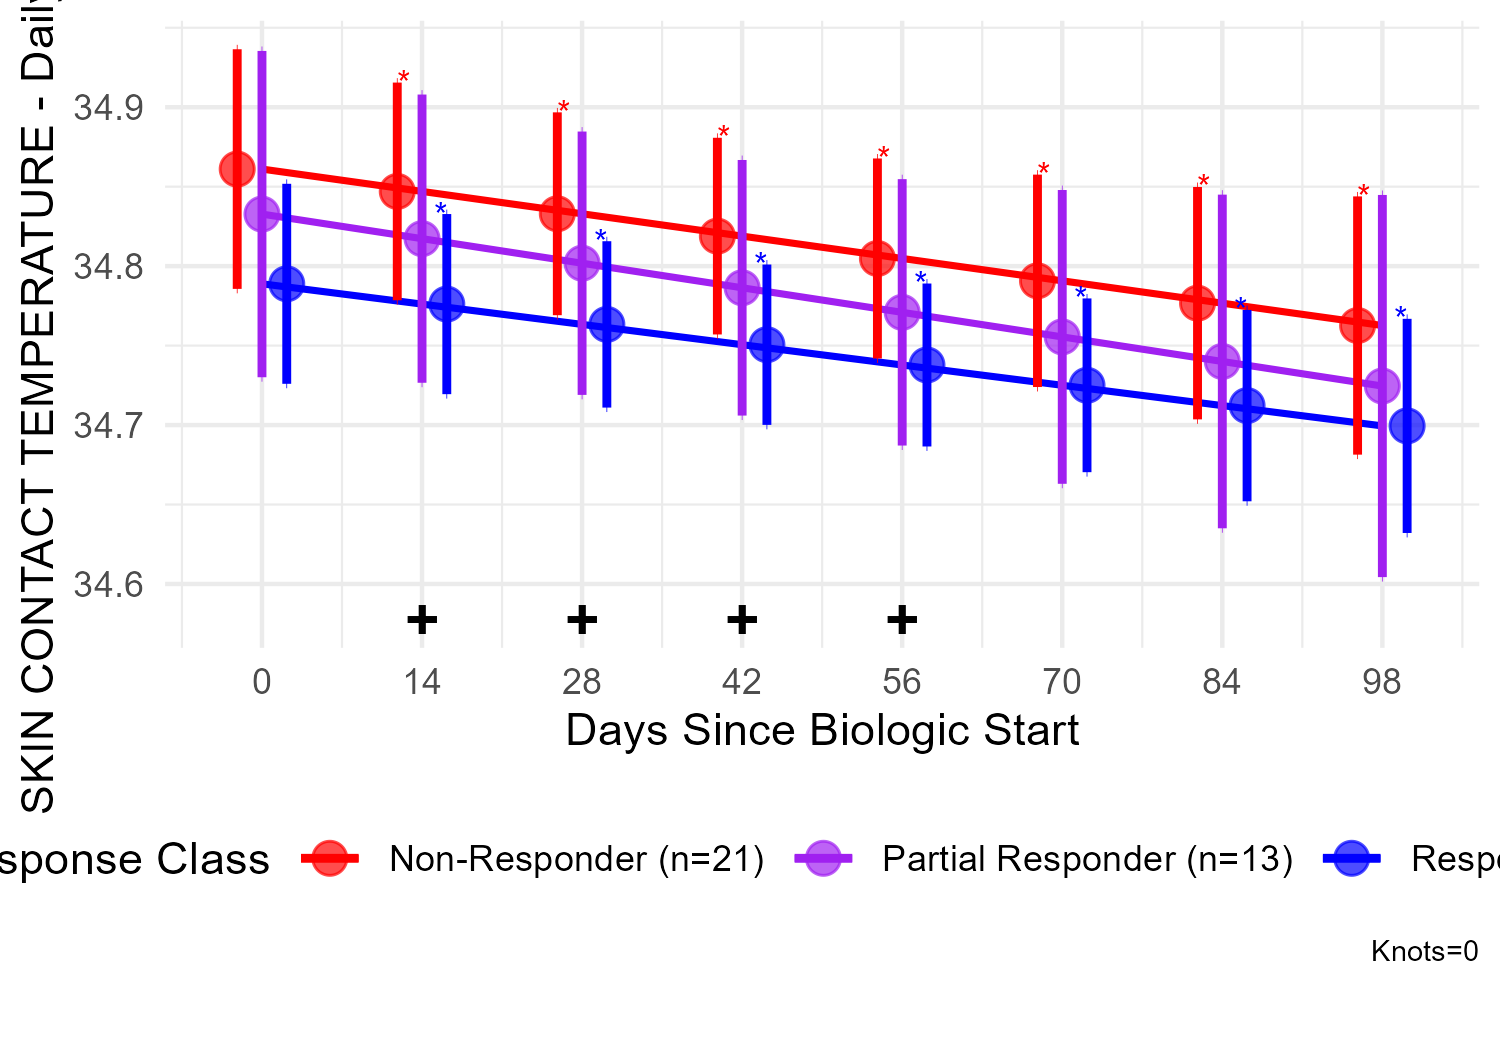 SKIN CONTACT TEMPERATURE - Daily
34.9
34.8
34.7
34.6
* * * * * * *
* * * * * * *
+ + + +
0 14 28 42 56 70 84 98
Days Since Biologic Start
sponse Class Non-Responder (n=21) Partial Responder (n=13) Respo
Knots=0